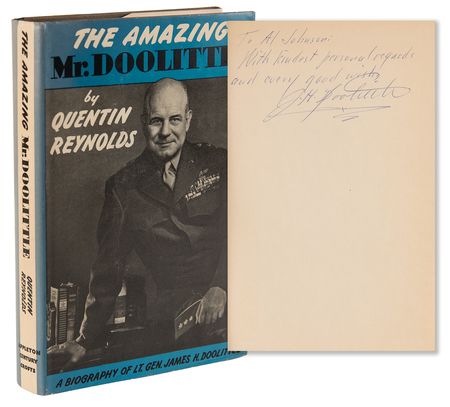 THE AMAZING
Mr. DOOLITTLE
QUENTIN
REYNOLDS
APPLETON
CENTURY
CROFTS
THE AMAZING
Mr. DOOLITTL
by
QUENTIN
REYNOLDS
A BIOGRAPHY OF LT. GEN. JAMES H. DOOLITTLE
To Al Johnson:
With kindest personal regards
and every good wish,
J.H. Doolittle